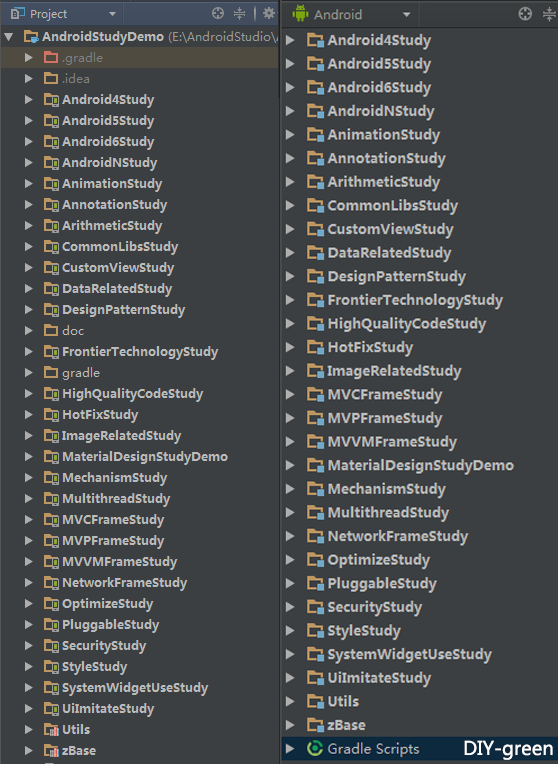 Project
AndroidStudyDemo (E:\AndroidStudio\
.gradle
.idea
Android4Study
Android5Study
Android6Study
AndroidNStudy
AnimationStudy
AnnotationStudy
ArithmeticStudy
CommonLibsStudy
CustomViewStudy
DataRelatedStudy
DesignPatternStudy
doc
FrontierTechnologyStudy
gradle
HighQualityCodeStudy
HotFixStudy
ImageRelatedStudy
MaterialDesignStudyDemo
MechanismStudy
MultithreadStudy
MVCFrameStudy
MVPFrameStudy
MVVMFrameStudy
NetworkFrameStudy
OptimizeStudy
PluggableStudy
SecurityStudy
StyleStudy
SystemWidgetUseStudy
UiImitateStudy
Utils
zBase
Android
Android4Study
Android5Study
Android6Study
AndroidNStudy
AnimationStudy
AnnotationStudy
ArithmeticStudy
CommonLibsStudy
CustomViewStudy
DataRelatedStudy
DesignPatternStudy
FrontierTechnologyStudy
HighQualityCodeStudy
HotFixStudy
ImageRelatedStudy
MVCFrameStudy
MVPFrameStudy
MVVMFrameStudy
MaterialDesignStudyDemo
MechanismStudy
MultithreadStudy
NetworkFrameStudy
OptimizeStudy
PluggableStudy
SecurityStudy
StyleStudy
SystemWidgetUseStudy
UiImitateStudy
Utils
zBase
Gradle Scripts
DIY-green